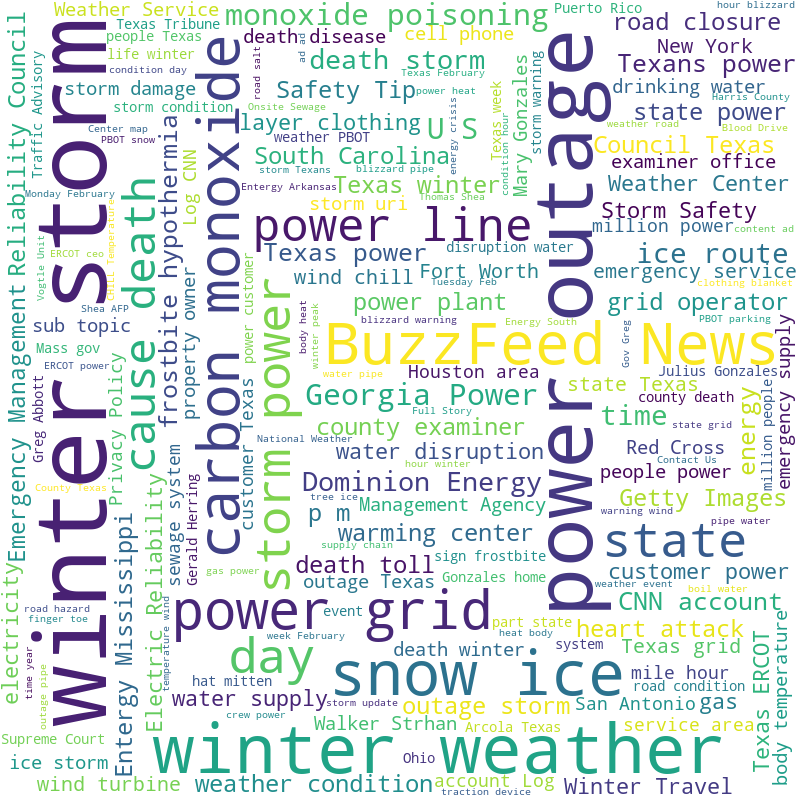 hour blizzard
Weather Service
Puerto Rico
monoxide poisoning
Texas Tribune
road closure
people Texas
death disease
cell phone
ad ad
New York
life winter
death storm
Texans power
condition day
Texas February
power heat
storm damage
Safety Tip
drinking water
Harris County
storm condition
Onsite Sewage
state power
road salt
Center map
layer clothing
U S
weather road
Blood Drive
PBOT snow
weather PBOT
Council Texas
South Carolina
examiner office
storm Texans
blizzard pipe
Monday February
Entergy Arkansas
Texas winter
Thomas Shea
Weather Center
storm uri
Storm Safety
power line
million power
content ad
ERCOT ceo
Texas power
disruption water
ice route
wind chill
Fort Worth
emergency service
Tuesday Feb
clothing blanket
Shea AFP
power plant
grid operator
sub topic
blizzard warning
Energy South
PBOT parking
BuzzFeed News
Mass gov
ERCOT power
Houston area
Julius Gonzales
water pipe
state Texas
county death
Georgia Power
time
Full Story
county examiner
state grid
National Weather
water disruption
Red Cross
Contact Us
hour winter
people power
County Texas
Dominion Energy
Getty Images
tree ice
p m
Management Agency
warning wind
pipe water
warming center
state
supply chain
sign frostbite
death toll
customer power
gas power
outage Texas
Gonzales home
weather event
boil water
road hazard
power grid
CNN account
finger toe
event
part state
heart attack
week February
heat body
day
death winter
system
Texas grid
snow ice
mile hour
hat mitten
road condition
water supply
storm update
outage storm
San Antonio
gas
crew power
Walker Strhan
Arcola Texas
service area
Supreme Court
winter weather
Ohio
ice storm
wind turbine
weather condition
account Log
Winter Travel
traction device
Reliability Council
Emergency Management
Traffic Advisory
winter storm
Vogtle Unit
Greg Abbott
Privacy Policy
CHILL Temperature
electricity
time year
outage pipe
Entergy Mississippi
cause death
Electric Reliability
frostbite hypothermia
Log CNN
property owner
sewage system
Gerald Herring
temperature wind
carbon monoxide
customer Texas
power customer
storm power
body heat
winter peak
energy crisis
Texas week
condition hour
Mary Gonzales
storm warning
power outage
Gov Greg
energy
million people
emergency supply
Texas ERCOT
body temperature